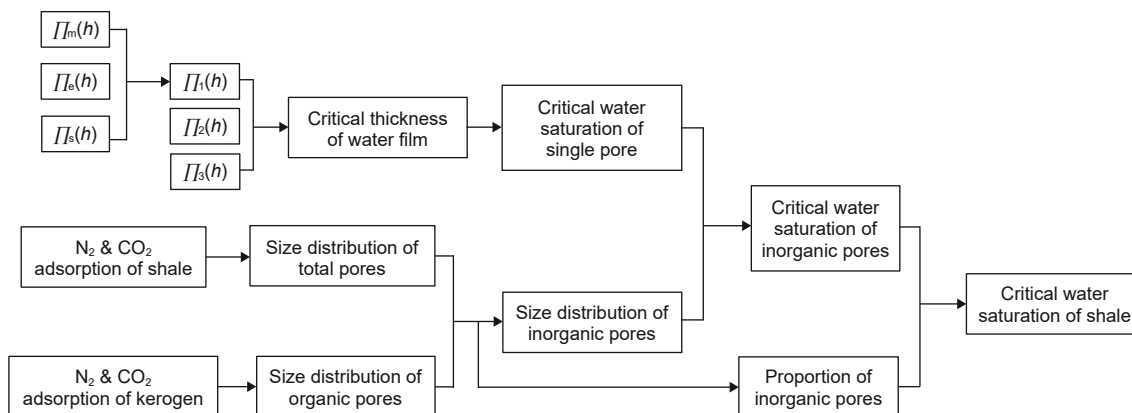 ∏m(h)
∏e(h)
∏s(h)
∏1(h)
∏2(h)
∏3(h)
Critical thickness
of water film
Critical water
saturation of
single pore
N2 & CO2
adsorption of shale
Size distribution of
total pores
N2 & CO2
adsorption of kerogen
Size distribution of
organic pores
Size distribution of
inorganic pores
Critical water
saturation of
inorganic pores
Proportion of
inorganic pores
Critical water
saturation of shale